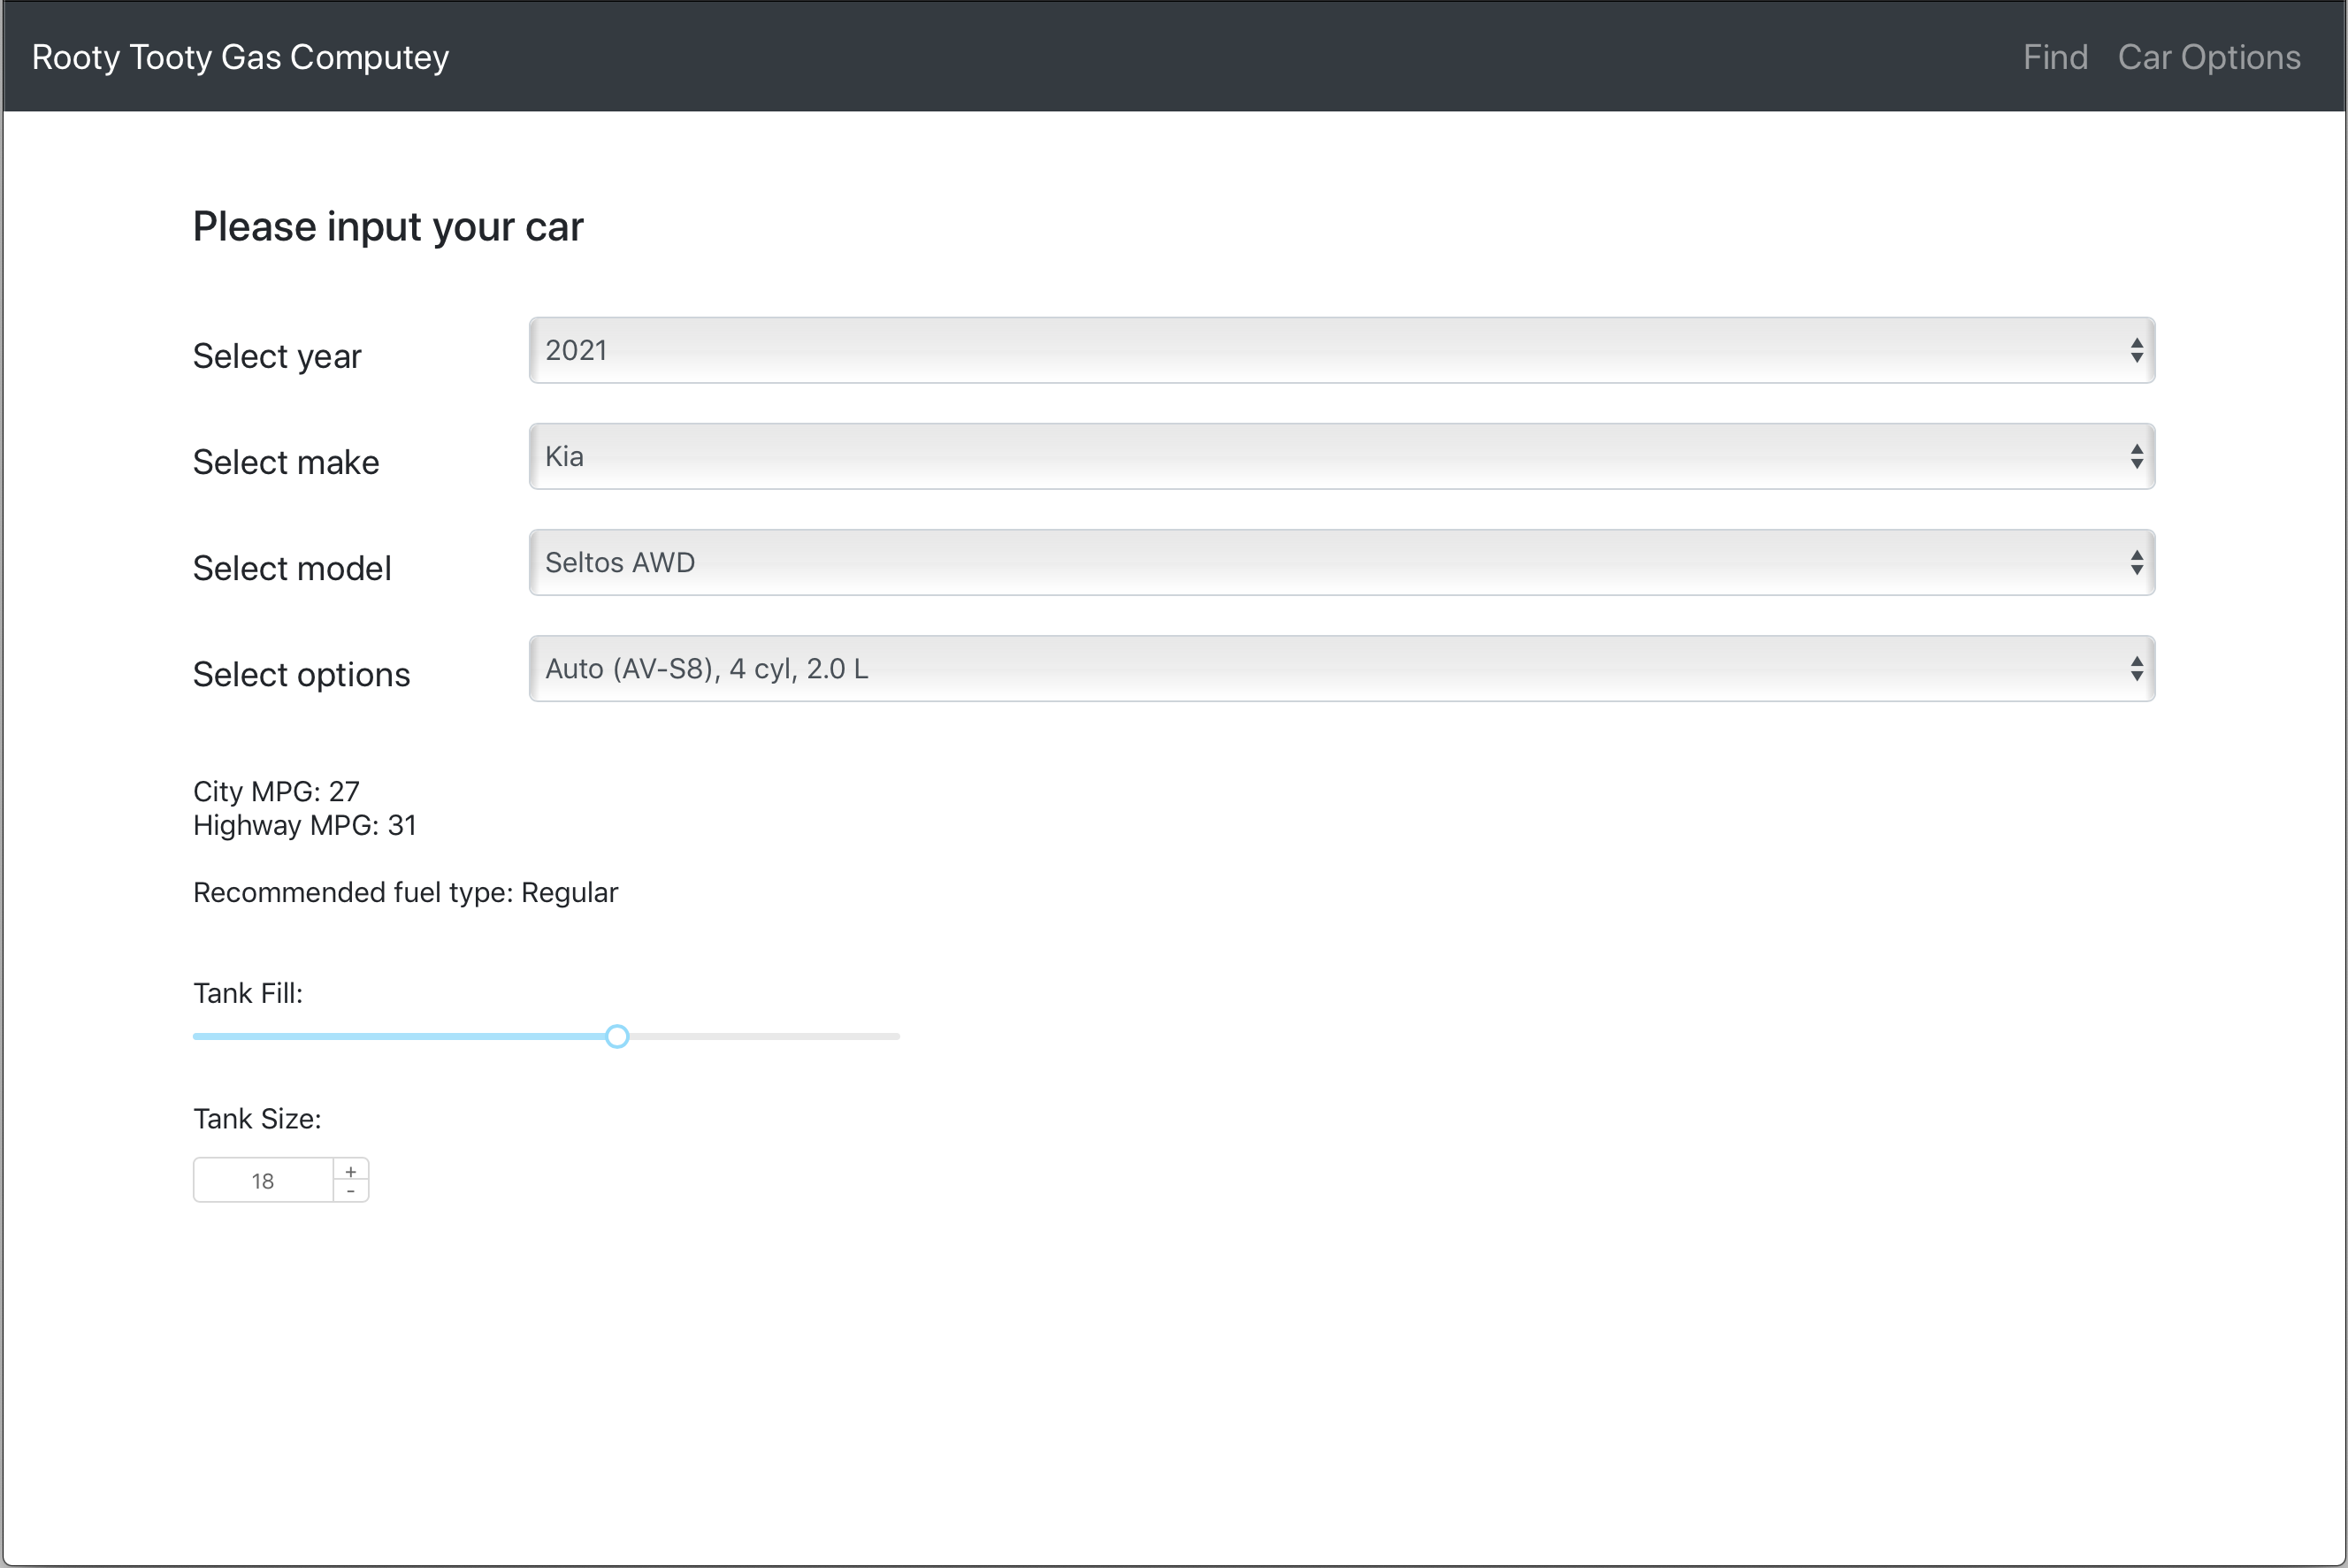 Rooty Tooty Gas Computey Find Car Options
Please input your car
Select year 2021
Select make Kia
Select model Seltos AWD
Select options Auto (AV-S8), 4 cyl, 2.0 L
City MPG: 27
Highway MPG: 31
Recommended fuel type: Regular
Tank Fill:
Tank Size:
18 + -